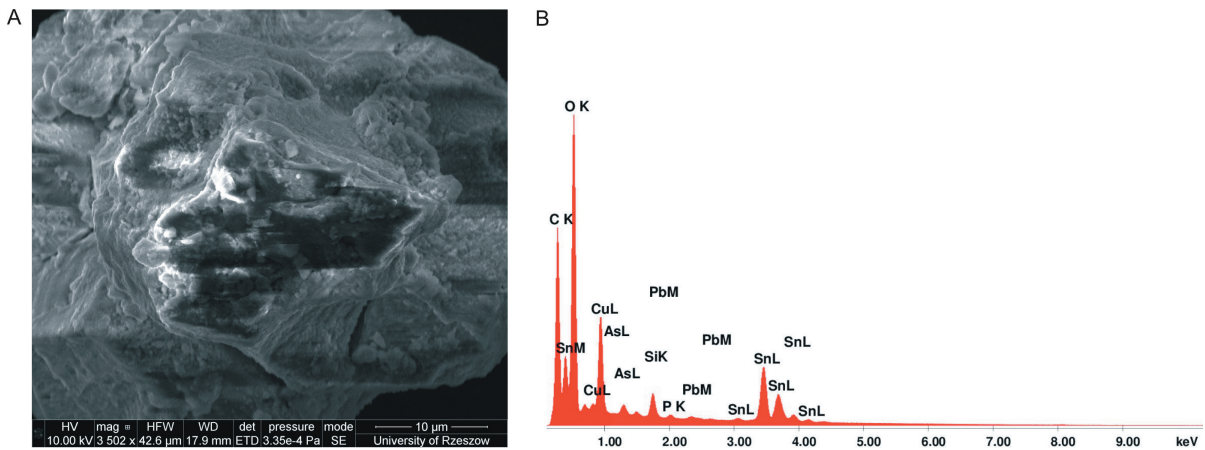 A
B
O K
C K
PbM
CuL
AsL
PbM
SnL
SnM
SiK
SnL
AsL
SnL
CuL
PbM
P K
SnL
SnL
1.00 2.00 3.00 4.00 5.00 6.00 7.00 8.00 9.00 keV
HV mag HFW WD det pressure mode 10 µm
10.00 kV 3 502 x 42.6 µm 17.9 mm ETD 3.35e-4 Pa SE University of Rzeszow